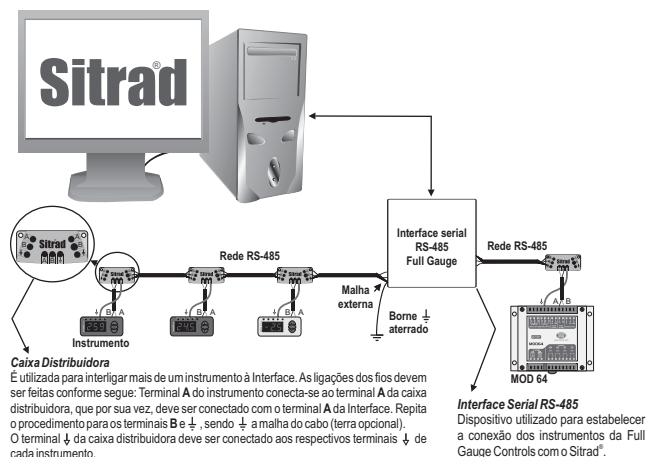 Sitrad®
Interface serial
RS-485
Full Gauge
Rede RS-485
Rede RS-485
A
B
Sitrad
A
B
A B
Sitrad
Sitrad
Sitrad
Sitrad
Malha
externa
Borne ⏚
aterrado
B A
B A
B A
A B
Instrumento
MOD64
MOD 64
Caixa Distribuidora
É utilizada para interligar mais de um instrumento à Interface. As ligações dos fios devem
ser feitas conforme segue: Terminal A do instrumento conecta-se ao terminal A da caixa
distribuidora, que por sua vez, deve ser conectado com o terminal A da Interface. Repita
o procedimento para os terminais B e ⏚, sendo ⏚ a malha do cabo (terra opcional).
O terminal ⏚ da caixa distribuidora deve ser conectado aos respectivos terminais ⏚ de
cada instrumento.
Interface Serial RS-485
Dispositivo utilizado para estabelecer
a conexão dos instrumentos da Full
Gauge Controls com o Sitrad®.